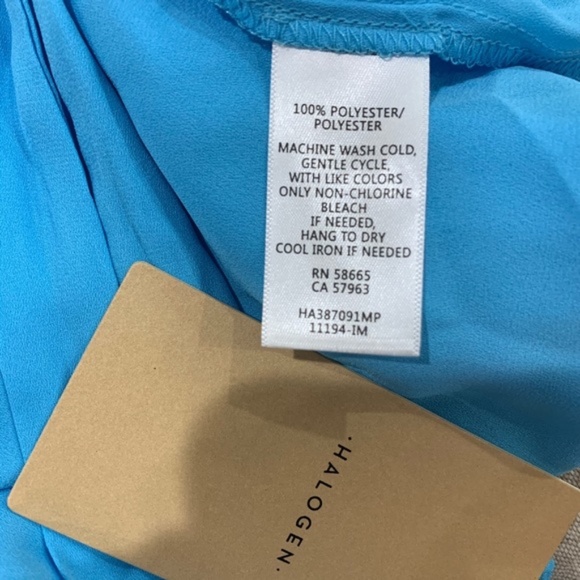 100% POLYESTER/
POLYESTER
MACHINE WASH COLD,
GENTLE CYCLE,
WITH LIKE COLORS
ONLY NON-CHLORINE
BLEACH
IF NEEDED,
HANG TO DRY
COOL IRON IF NEEDED
RN 58665
CA 57963
HA387091MP
11194-IM
·HALOGEN·